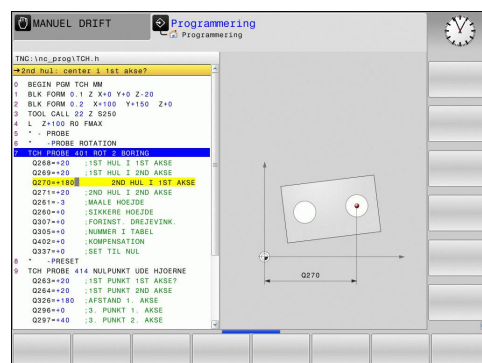 MANUEL DRIFT
Programmering
Programmering
TNC:\nc_prog\TCH.h
→2nd hul: center i 1st akse?
0 BEGIN PGM TCH MM
1 BLK FORM 0.1 Z X+0 Y+0 Z-20
2 BLK FORM 0.2 X+100 Y+150 Z+0
3 TOOL CALL 22 Z S250
4 L Z+100 R0 FMAX
5 * - PROBE
6 * -PROBE ROTATION
7 TCH PROBE 401 ROT 2 BORING
Q268=+20 ;1ST HUL I 1ST AKSE
Q269=+20 ;1ST HUL I 2ND AKSE
Q270=+180 2ND HUL I 1ST AKSE
Q271=+20 ;2ND HUL I 2ND AKSE
Q261=-3 ;MAALE HOEJDE
Q260=+0 ;SIKKERE HOEJDE
Q307=+0 ;FORINST. DREJEVINK.
Q305=+0 ;NUMMER I TABEL
Q402=+0 ;KOMPENSATION
Q337=+0 ;SET TIL NUL
8 * -PRESET
9 TCH PROBE 414 NULPUNKT UDE HJOERNE
Q263=+20 ;1ST PUNKT 1ST AKSE?
Q264=+20 ;1ST PUNKT 2ND AKSE
Q326=+180 ;AFSTAND 1. AKSE
Q296=+0 ;3. PUNKT 1. AKSE
Q297=+40 ;3. PUNKT 2. AKSE
Q270